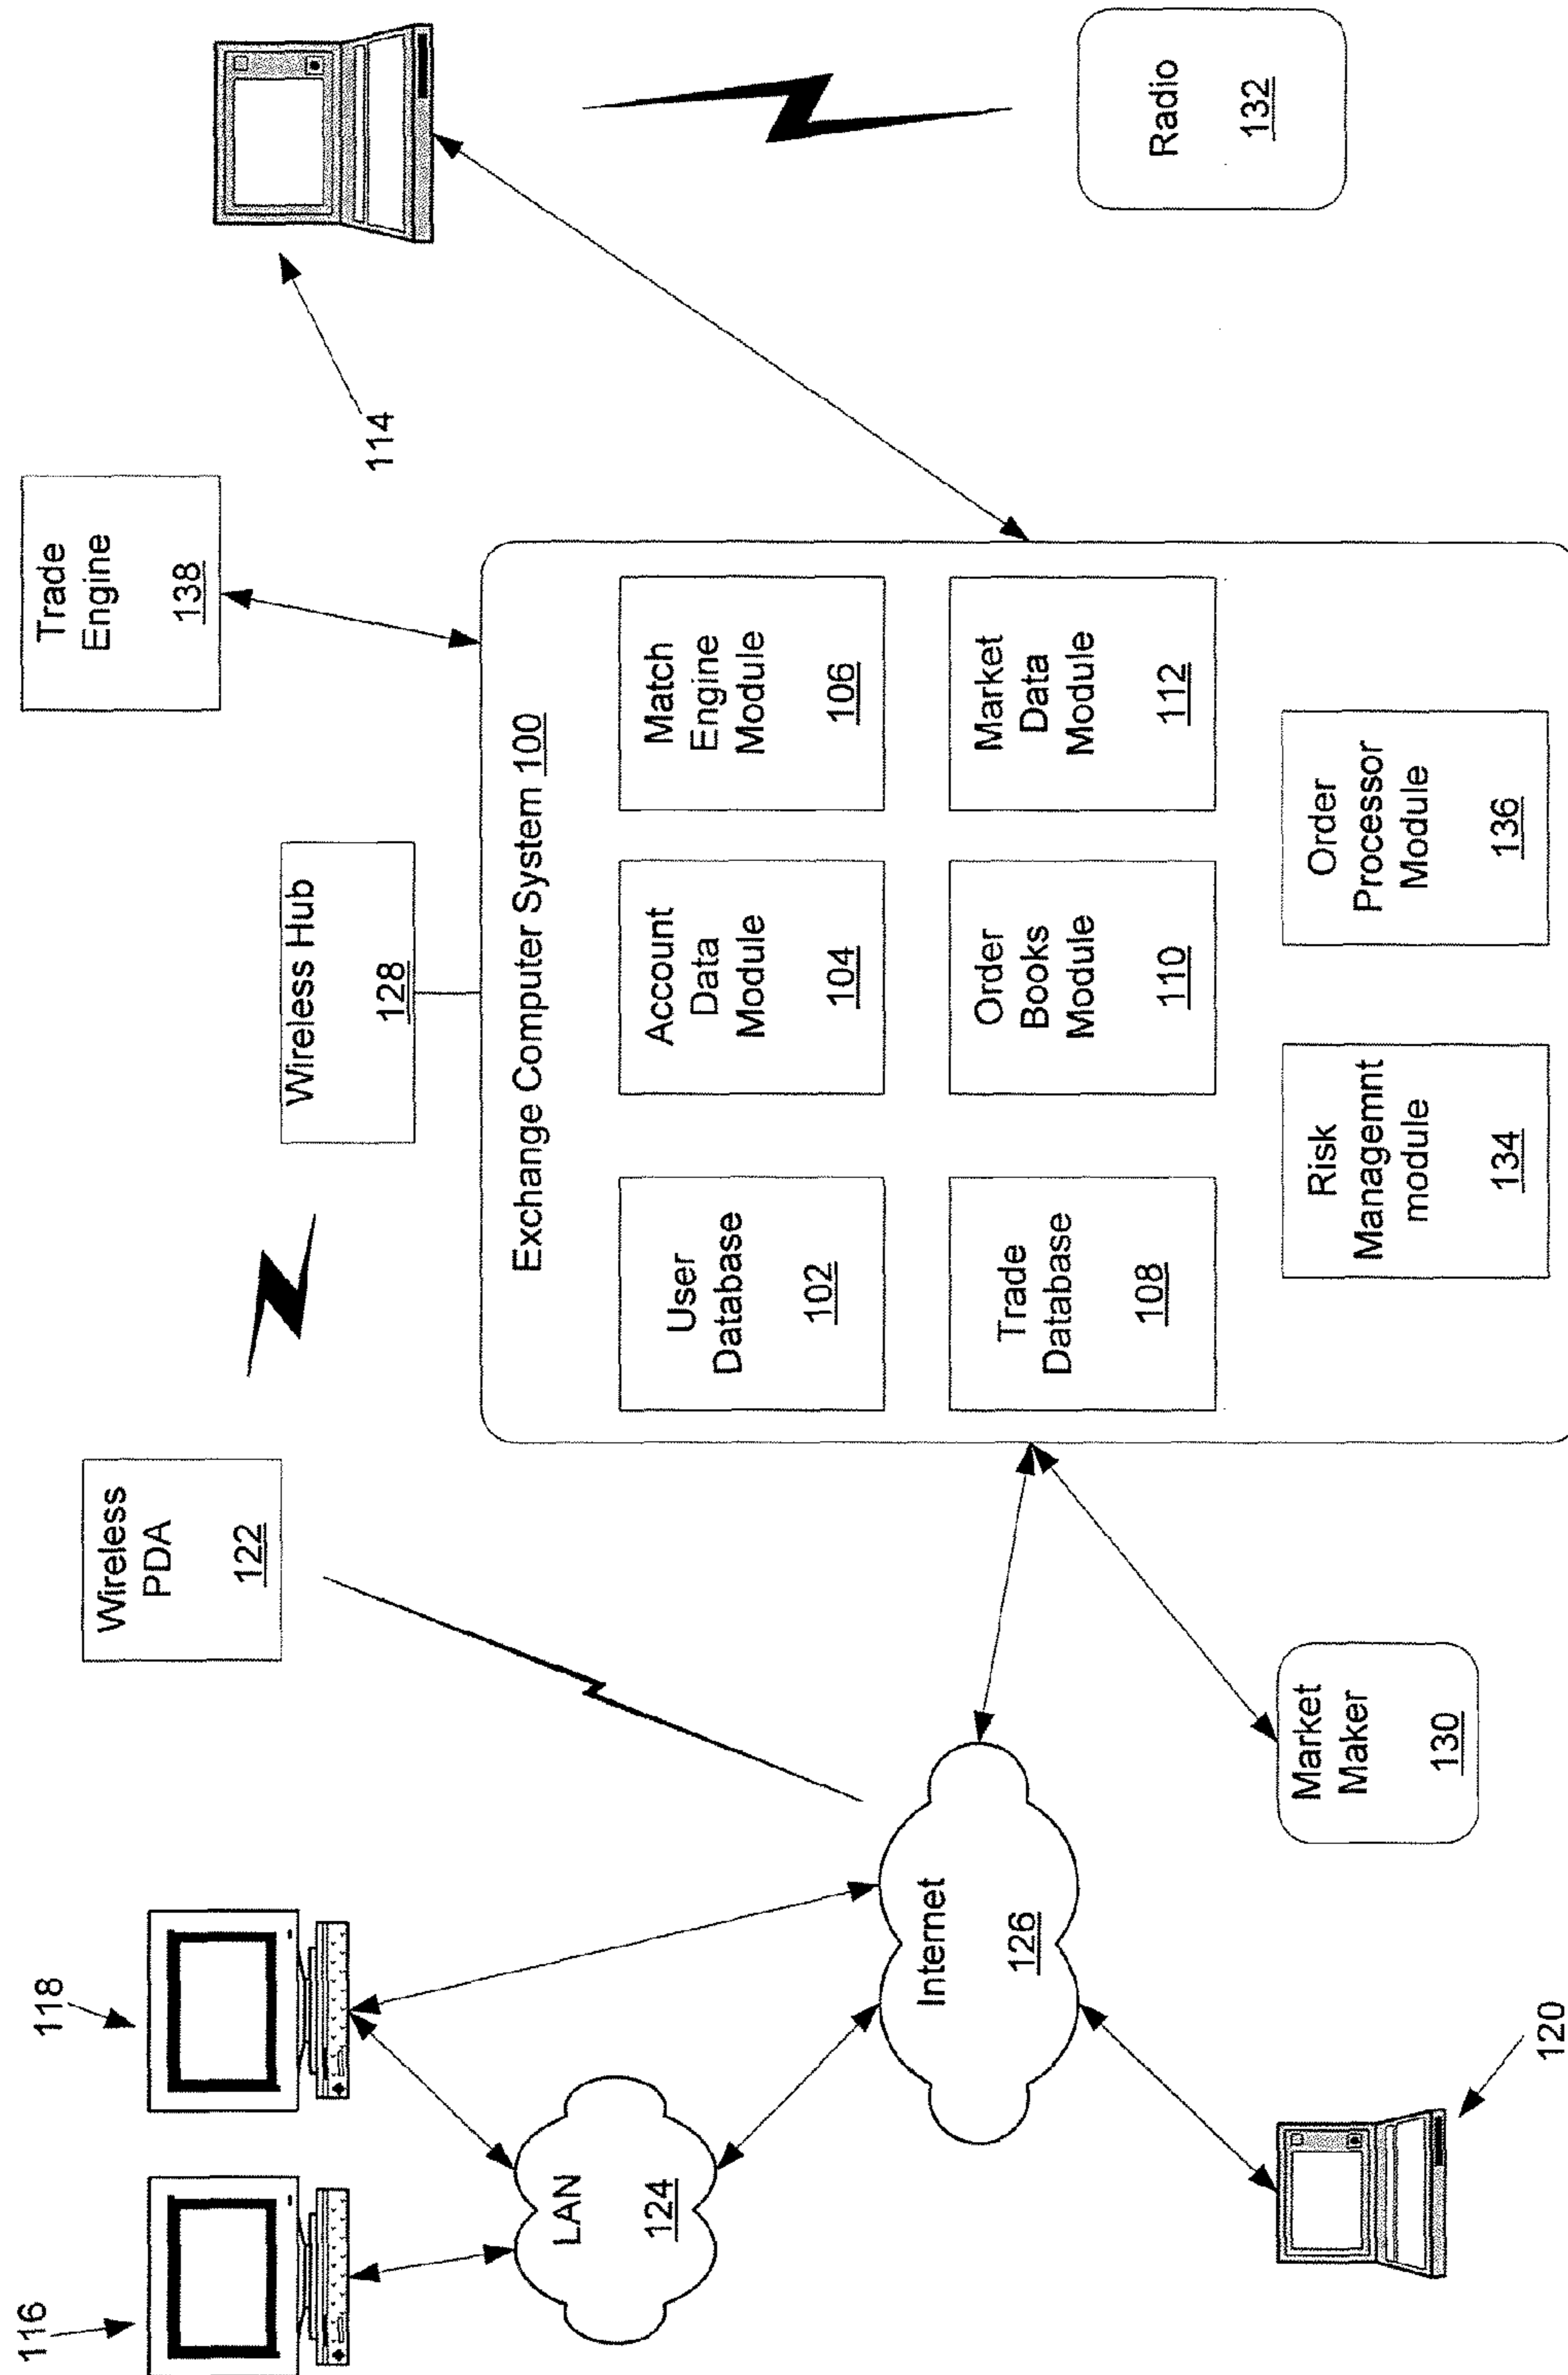 116
118
Wireless
PDA
122
Wireless Hub
128
Trade
Engine
138
114
LAN
124
Internet
126
Exchange Computer System 100
User
Database
102
Account
Data
Module
104
Match
Engine
Module
106
Trade
Database
108
Order
Books
Module
110
Market
Data
Module
112
Risk
Managemnt
module
134
Order
Processor
Module
136
120
Market
Maker
130
Radio
132